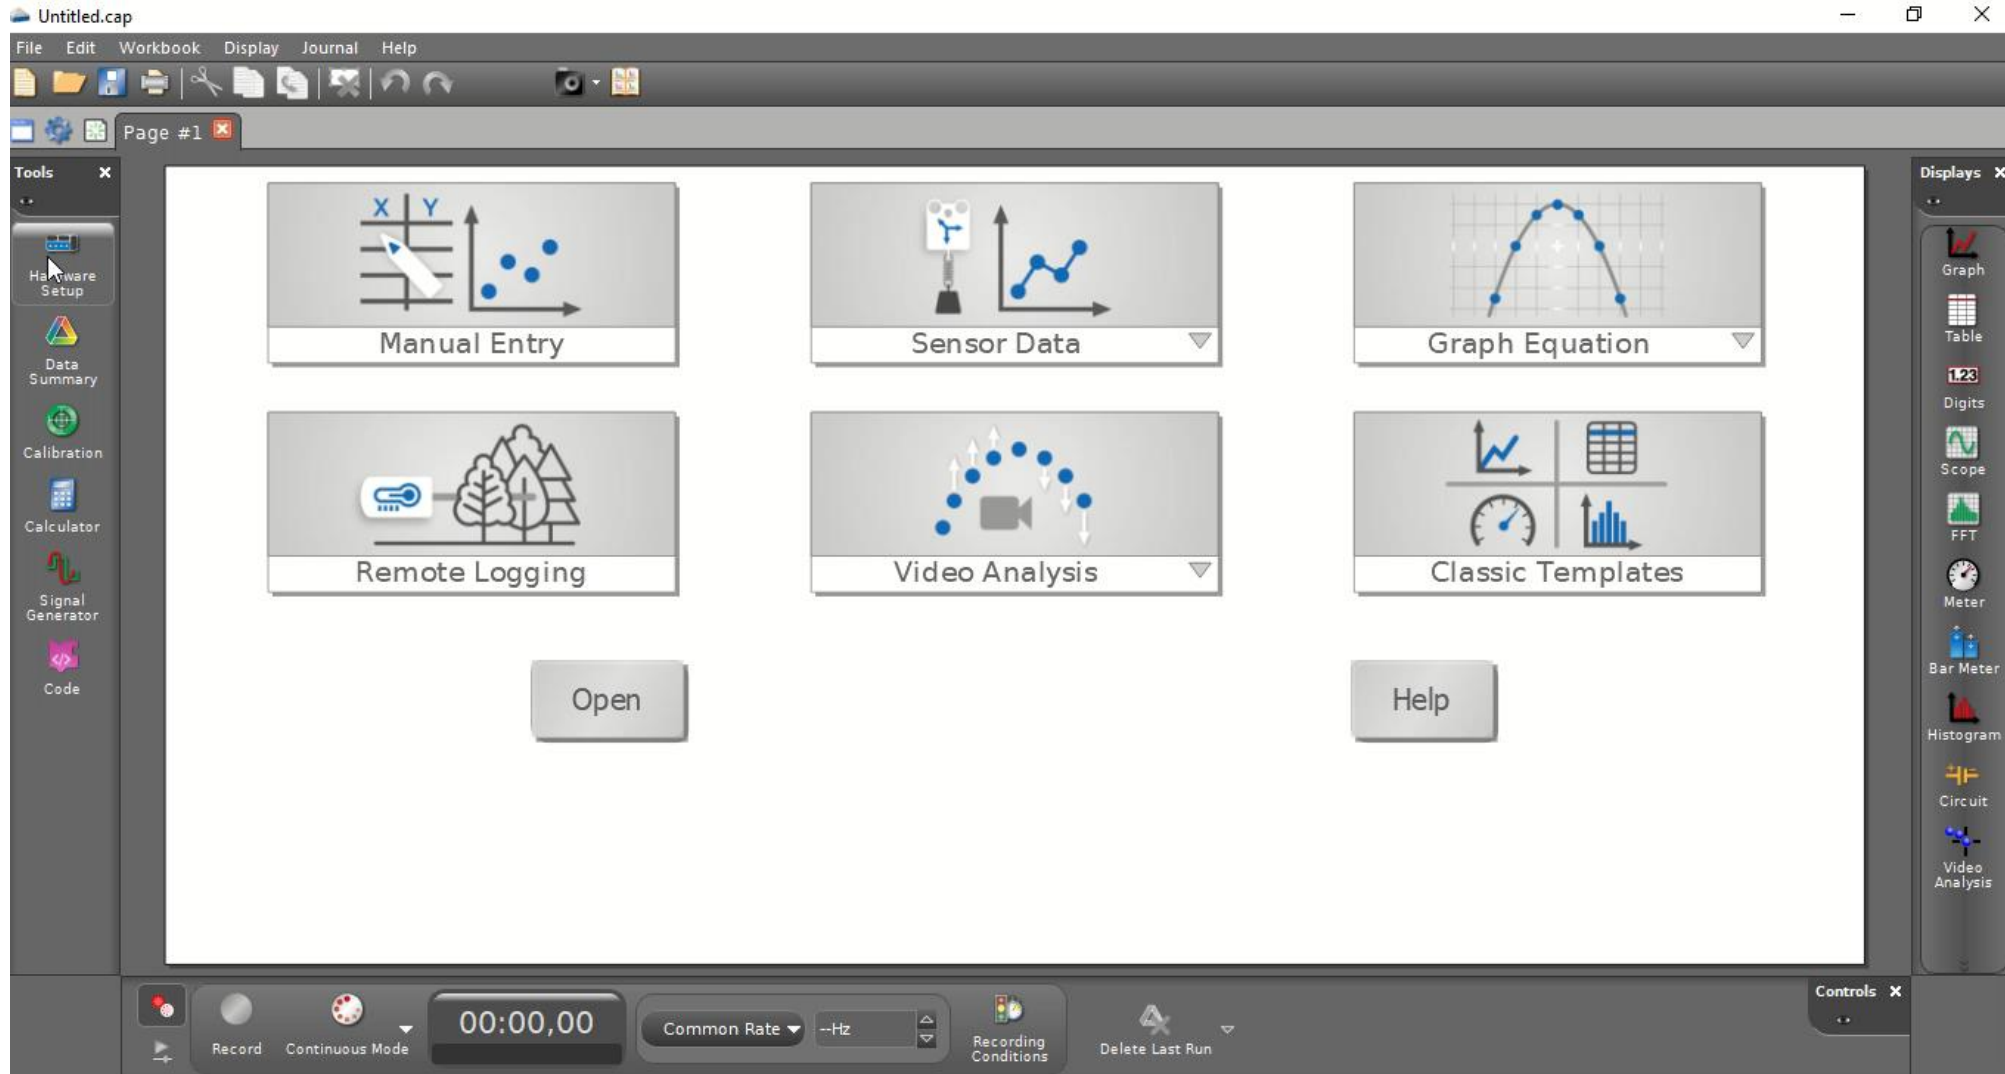 Untitled.cap
File Edit Workbook Display Journal Help
Page #1
Tools
Hardware
Setup
Data
Summary
Calibration
Calculator
Signal
Generator
Code
X Y
Manual Entry
Sensor Data
Graph Equation
Remote Logging
Video Analysis
Classic Templates
Open
Help
Displays
Graph
Table
1.23
Digits
Scope
FFT
Meter
Bar Meter
Histogram
Circuit
Video
Analysis
Record
Continuous Mode
00:00,00
Common Rate
--Hz
Recording
Conditions
Delete Last Run
Controls